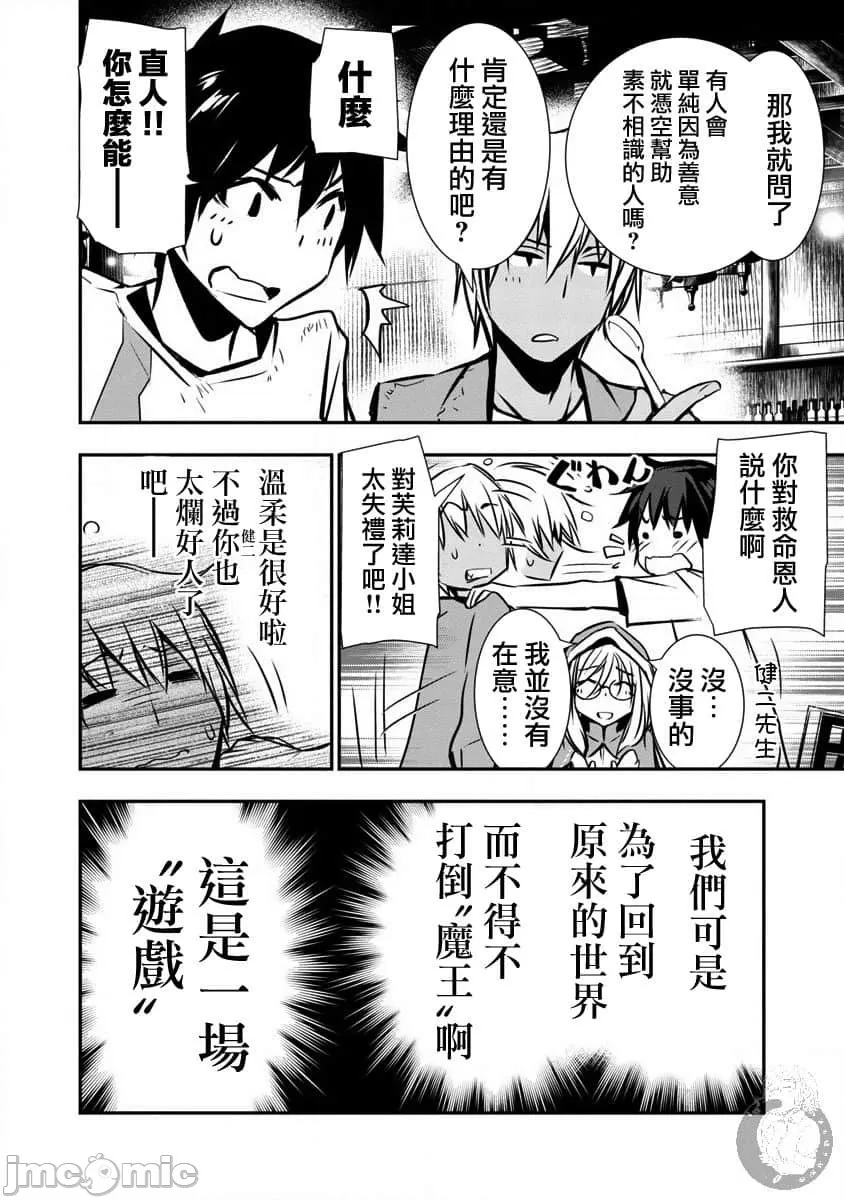 那我就問了
有人會
單純因為善意
就憑空幫助
素不相識的人嗎?
肯定還是有
什麼理由的吧?
什麼
直人!!
你怎麼能——
你對救命恩人
説什麼啊
ぐわん
對芙莉達小姐
太失禮了吧!!
健二先生
沒…
沒事的
我並沒有
在意……
溫柔是很好啦
健二
不過你也
太爛好人了
吧——
我們可是
為了回到
原來的世界
而不得不
打倒〝魔王〞啊
這是一場
〝遊戲〞
jmcomic